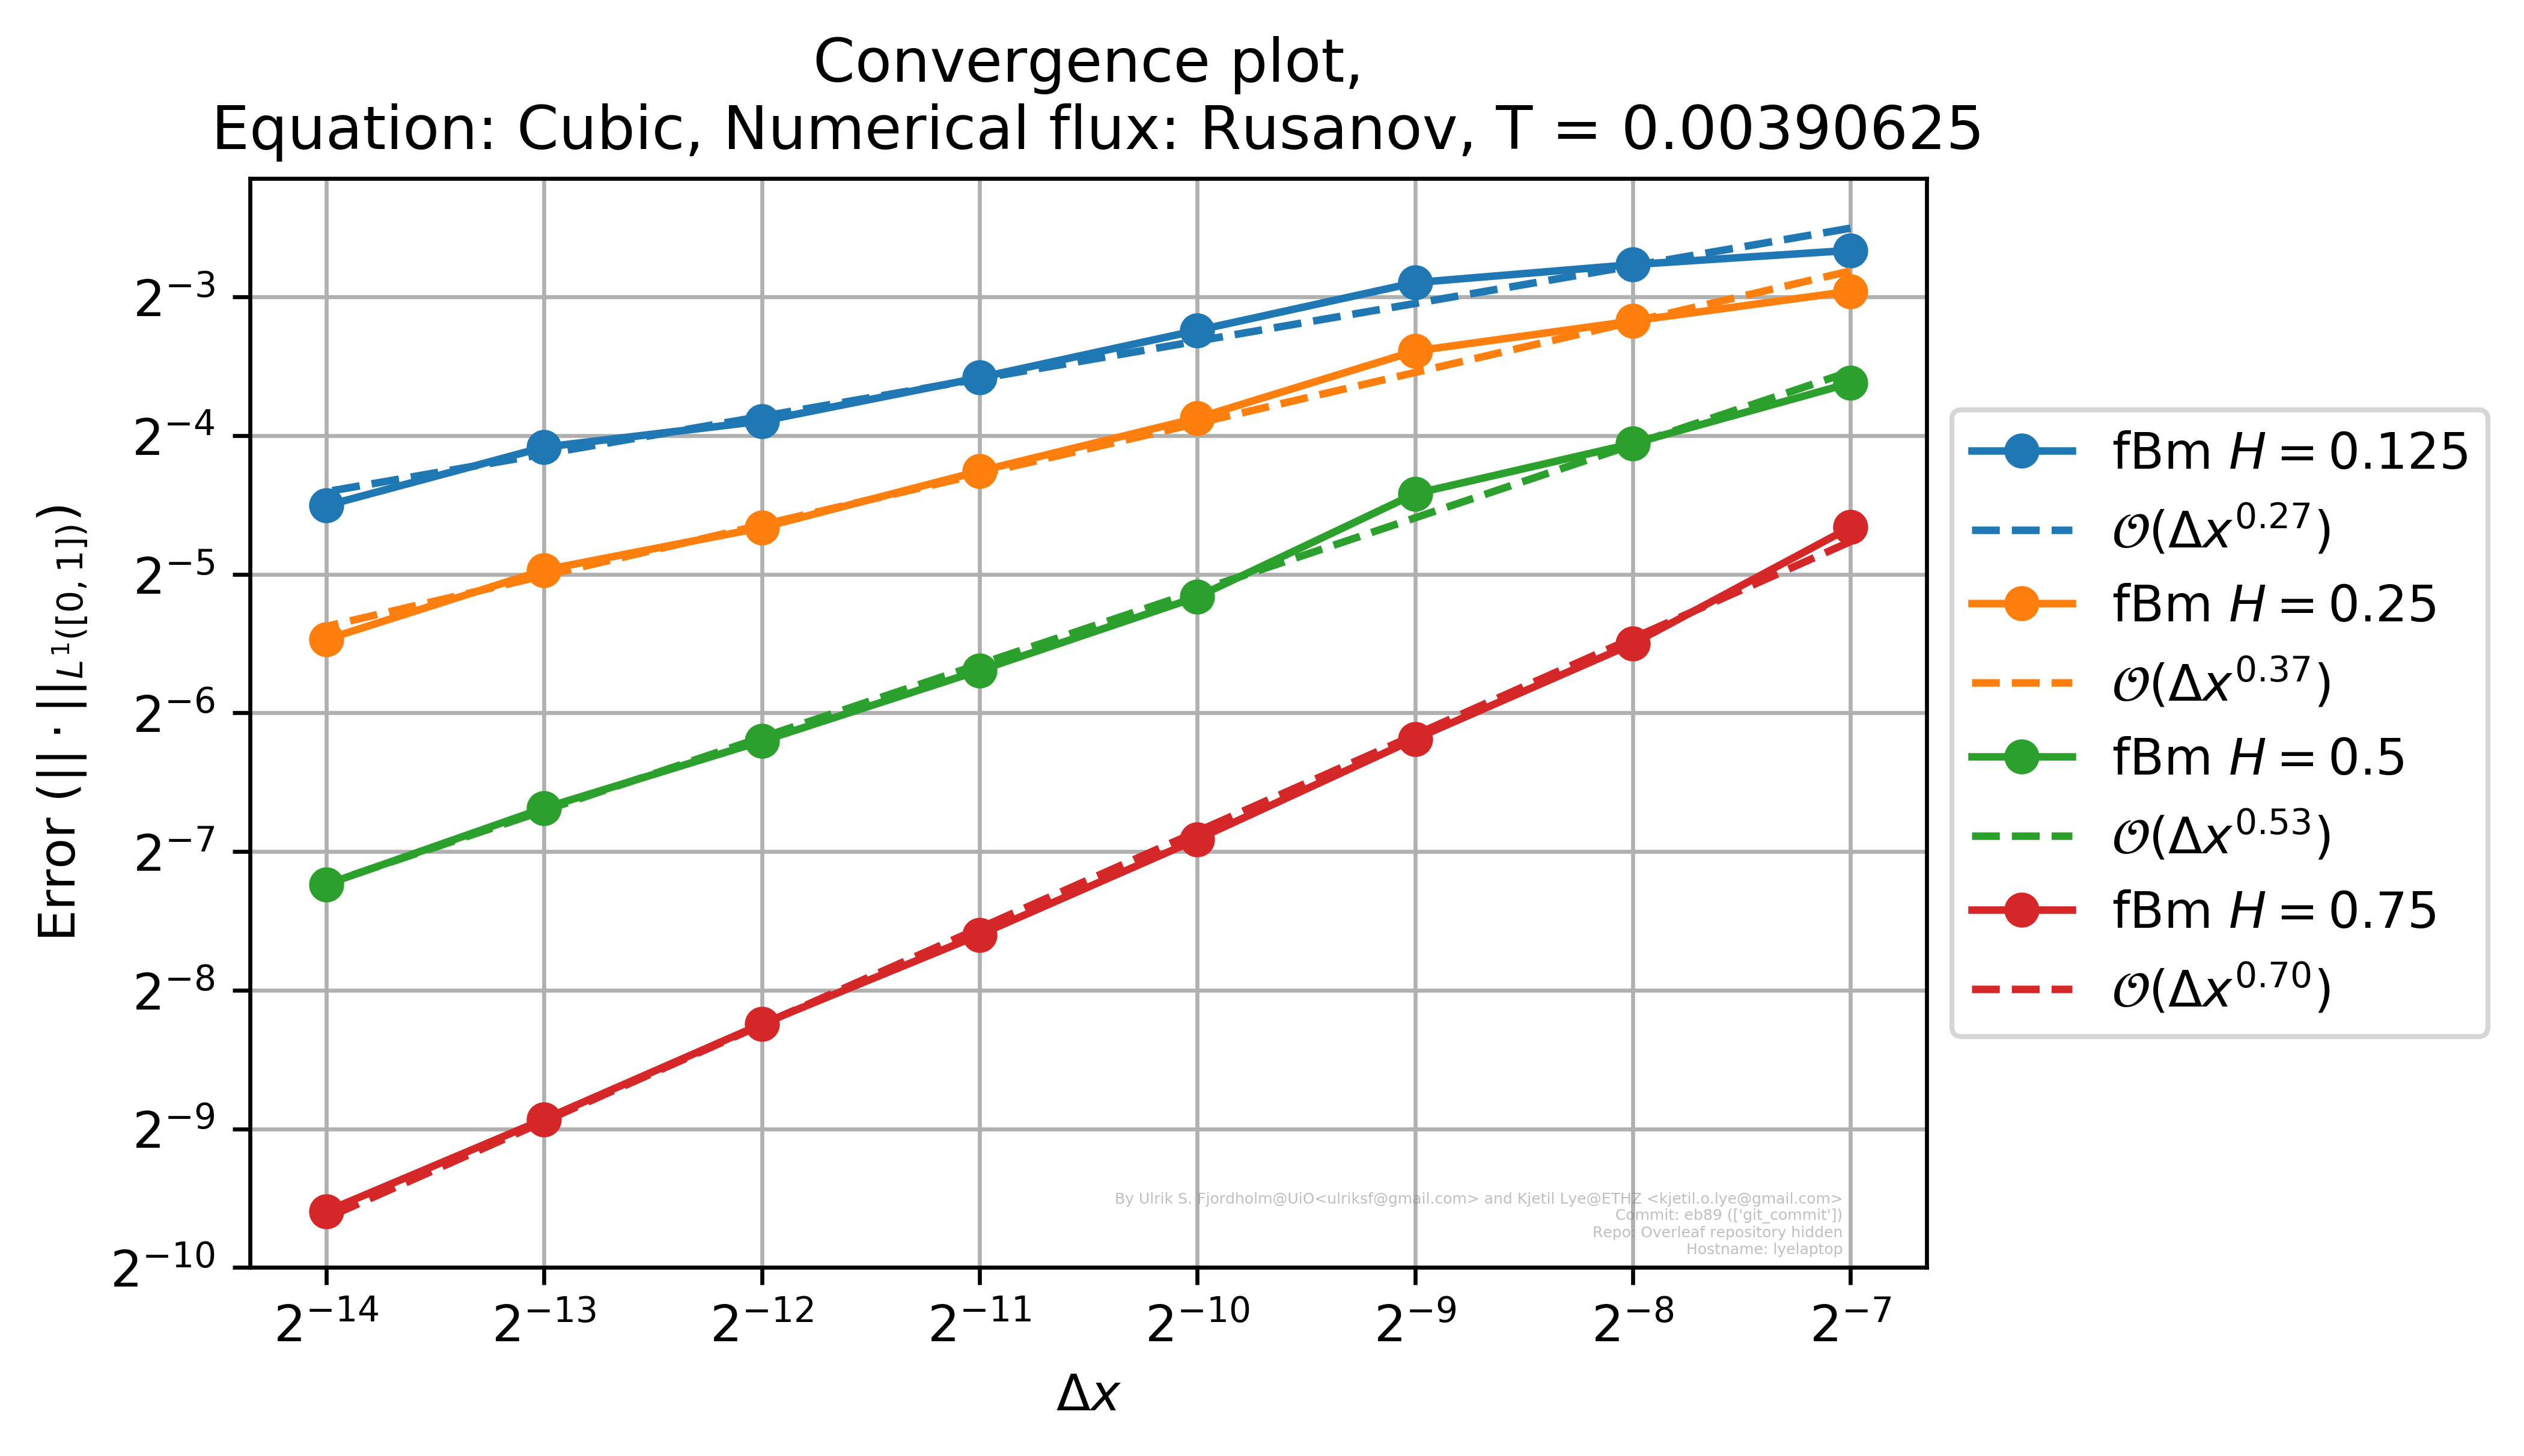 Convergence plot,
Equation: Cubic, Numerical flux: Rusanov, T = 0.00390625
Error (|| · ||_{L^1([0,1])})
2^{−3}
2^{−4}
2^{−5}
2^{−6}
2^{−7}
2^{−8}
2^{−9}
2^{−10}
fBm H = 0.125
𝒪(Δx^{0.27})
fBm H = 0.25
𝒪(Δx^{0.37})
fBm H = 0.5
𝒪(Δx^{0.53})
fBm H = 0.75
𝒪(Δx^{0.70})
By Ulrik S. Fjordholm@UiO<ulriksf@gmail.com> and Kjetil Lye@ETHZ <kjetil.o.lye@gmail.com>
Commit: eb89 (['git_commit'])
Repo: Overleaf repository hidden
Hostname: lyelaptop
2^{−14} 2^{−13} 2^{−12} 2^{−11} 2^{−10} 2^{−9} 2^{−8} 2^{−7}
Δx